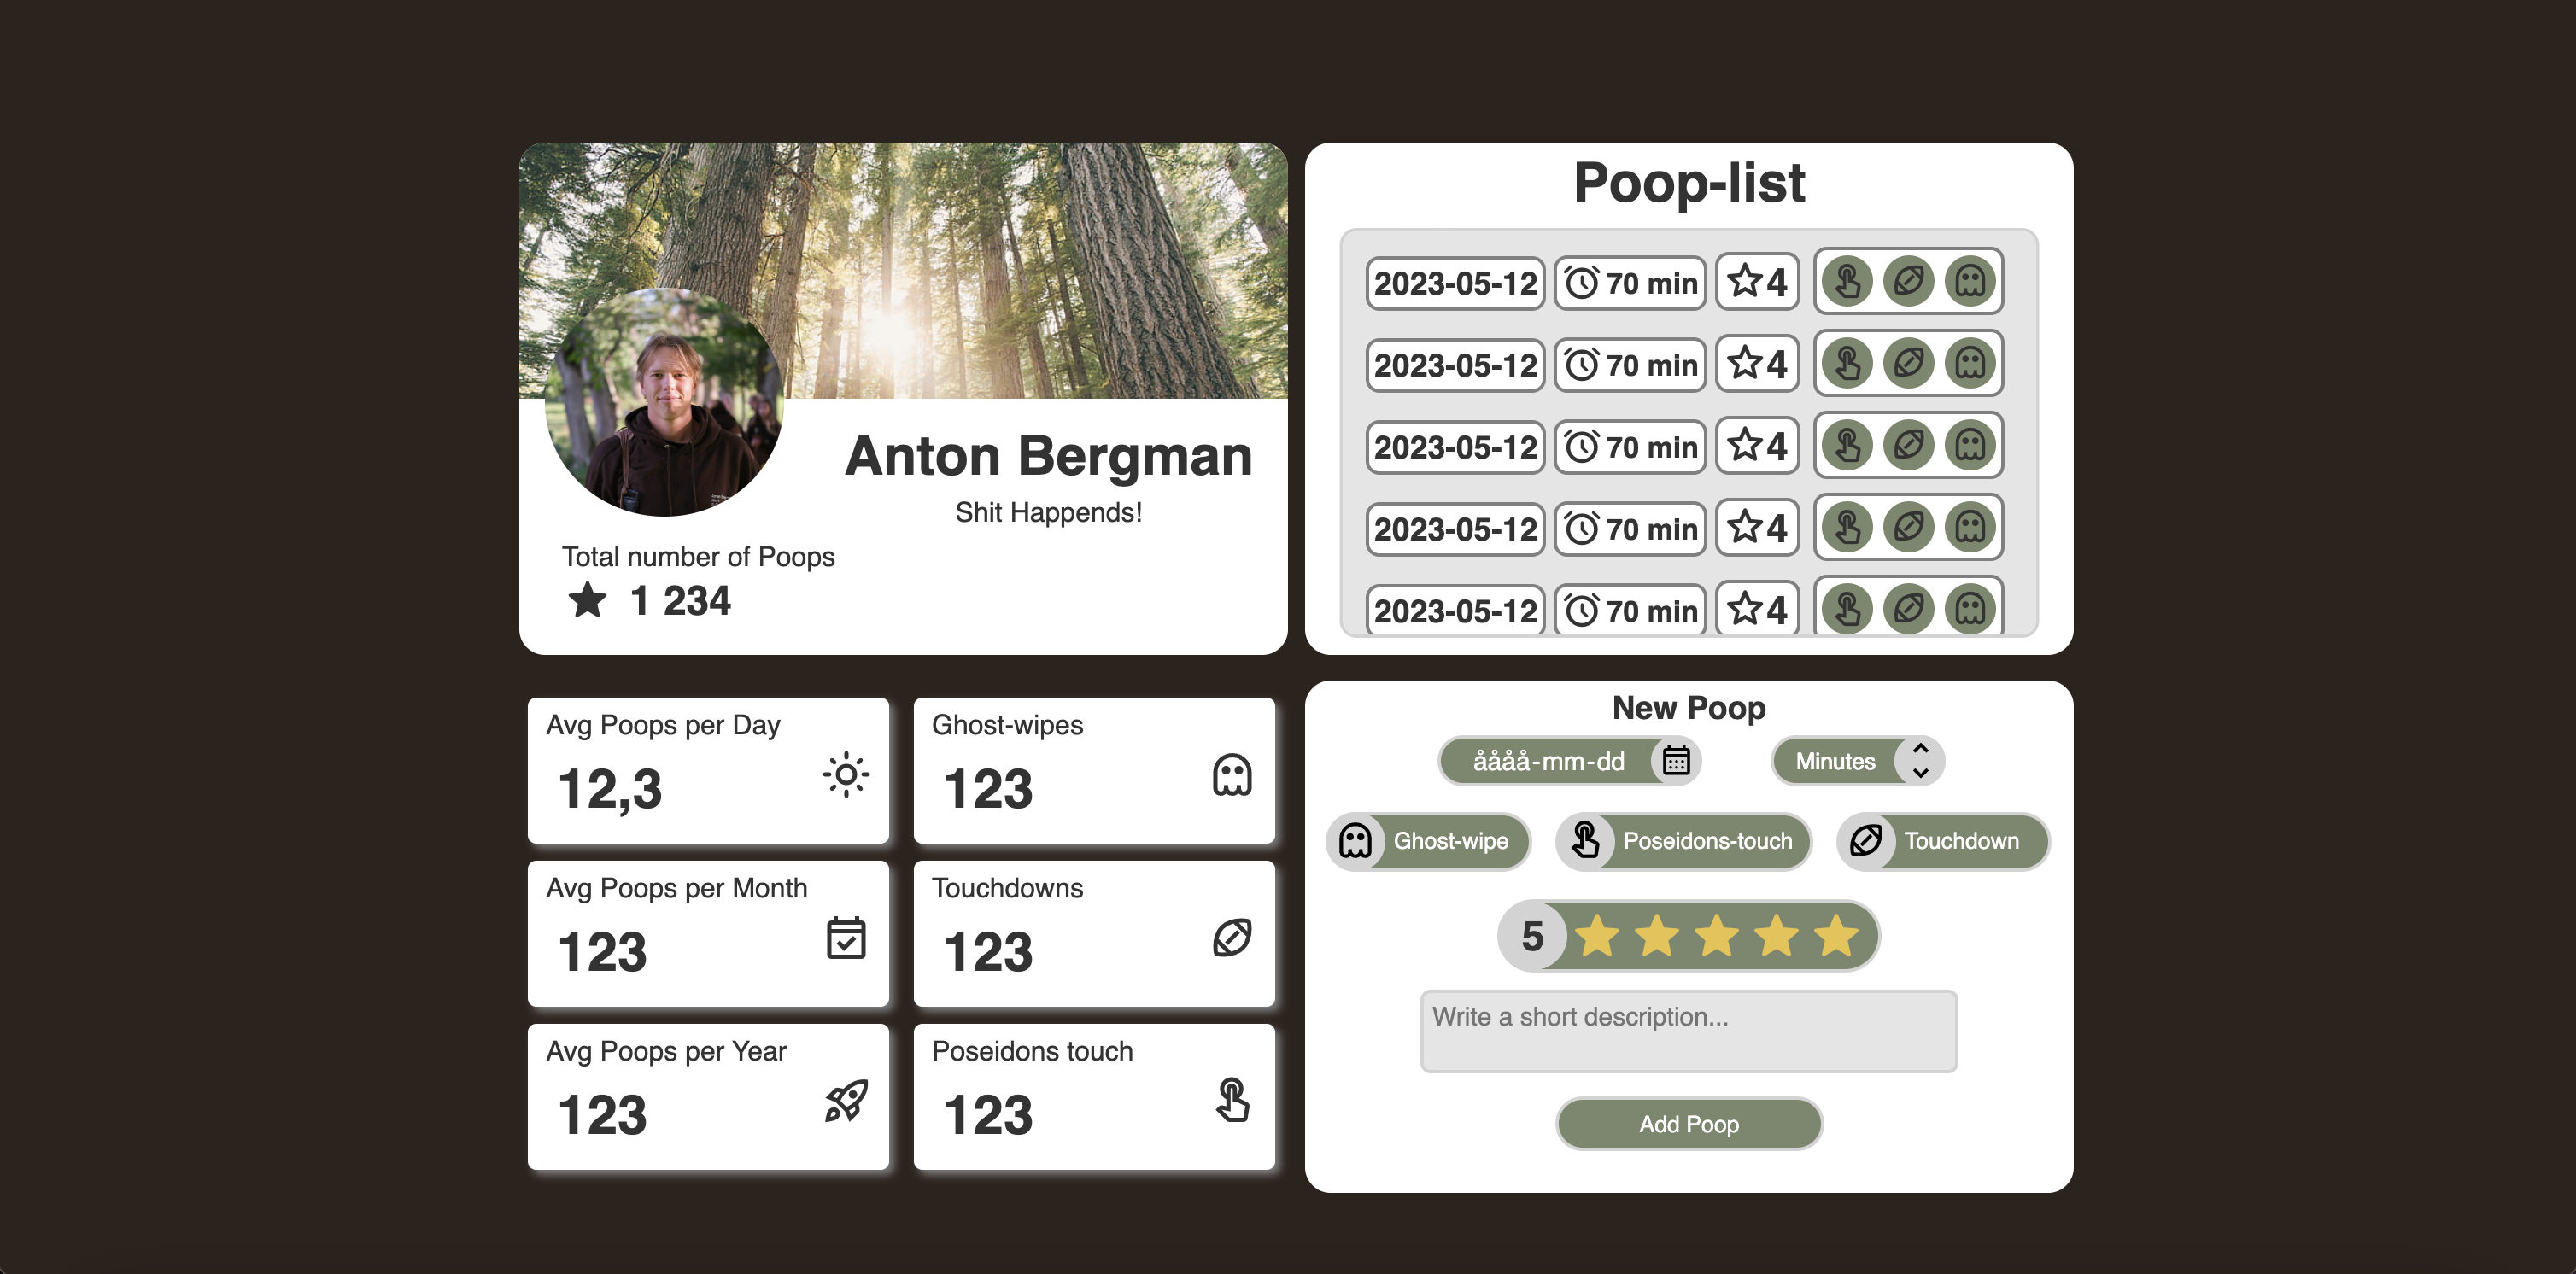 Anton Bergman
Shit Happends!
Total number of Poops
1 234
Poop-list
2023-05-12 70 min 4
2023-05-12 70 min 4
2023-05-12 70 min 4
2023-05-12 70 min 4
2023-05-12 70 min 4
Avg Poops per Day
12,3
Ghost-wipes
123
Avg Poops per Month
123
Touchdowns
123
Avg Poops per Year
123
Poseidons touch
123
New Poop
åååå-mm-dd
Minutes
Ghost-wipe
Poseidons-touch
Touchdown
5
Write a short description...
Add Poop